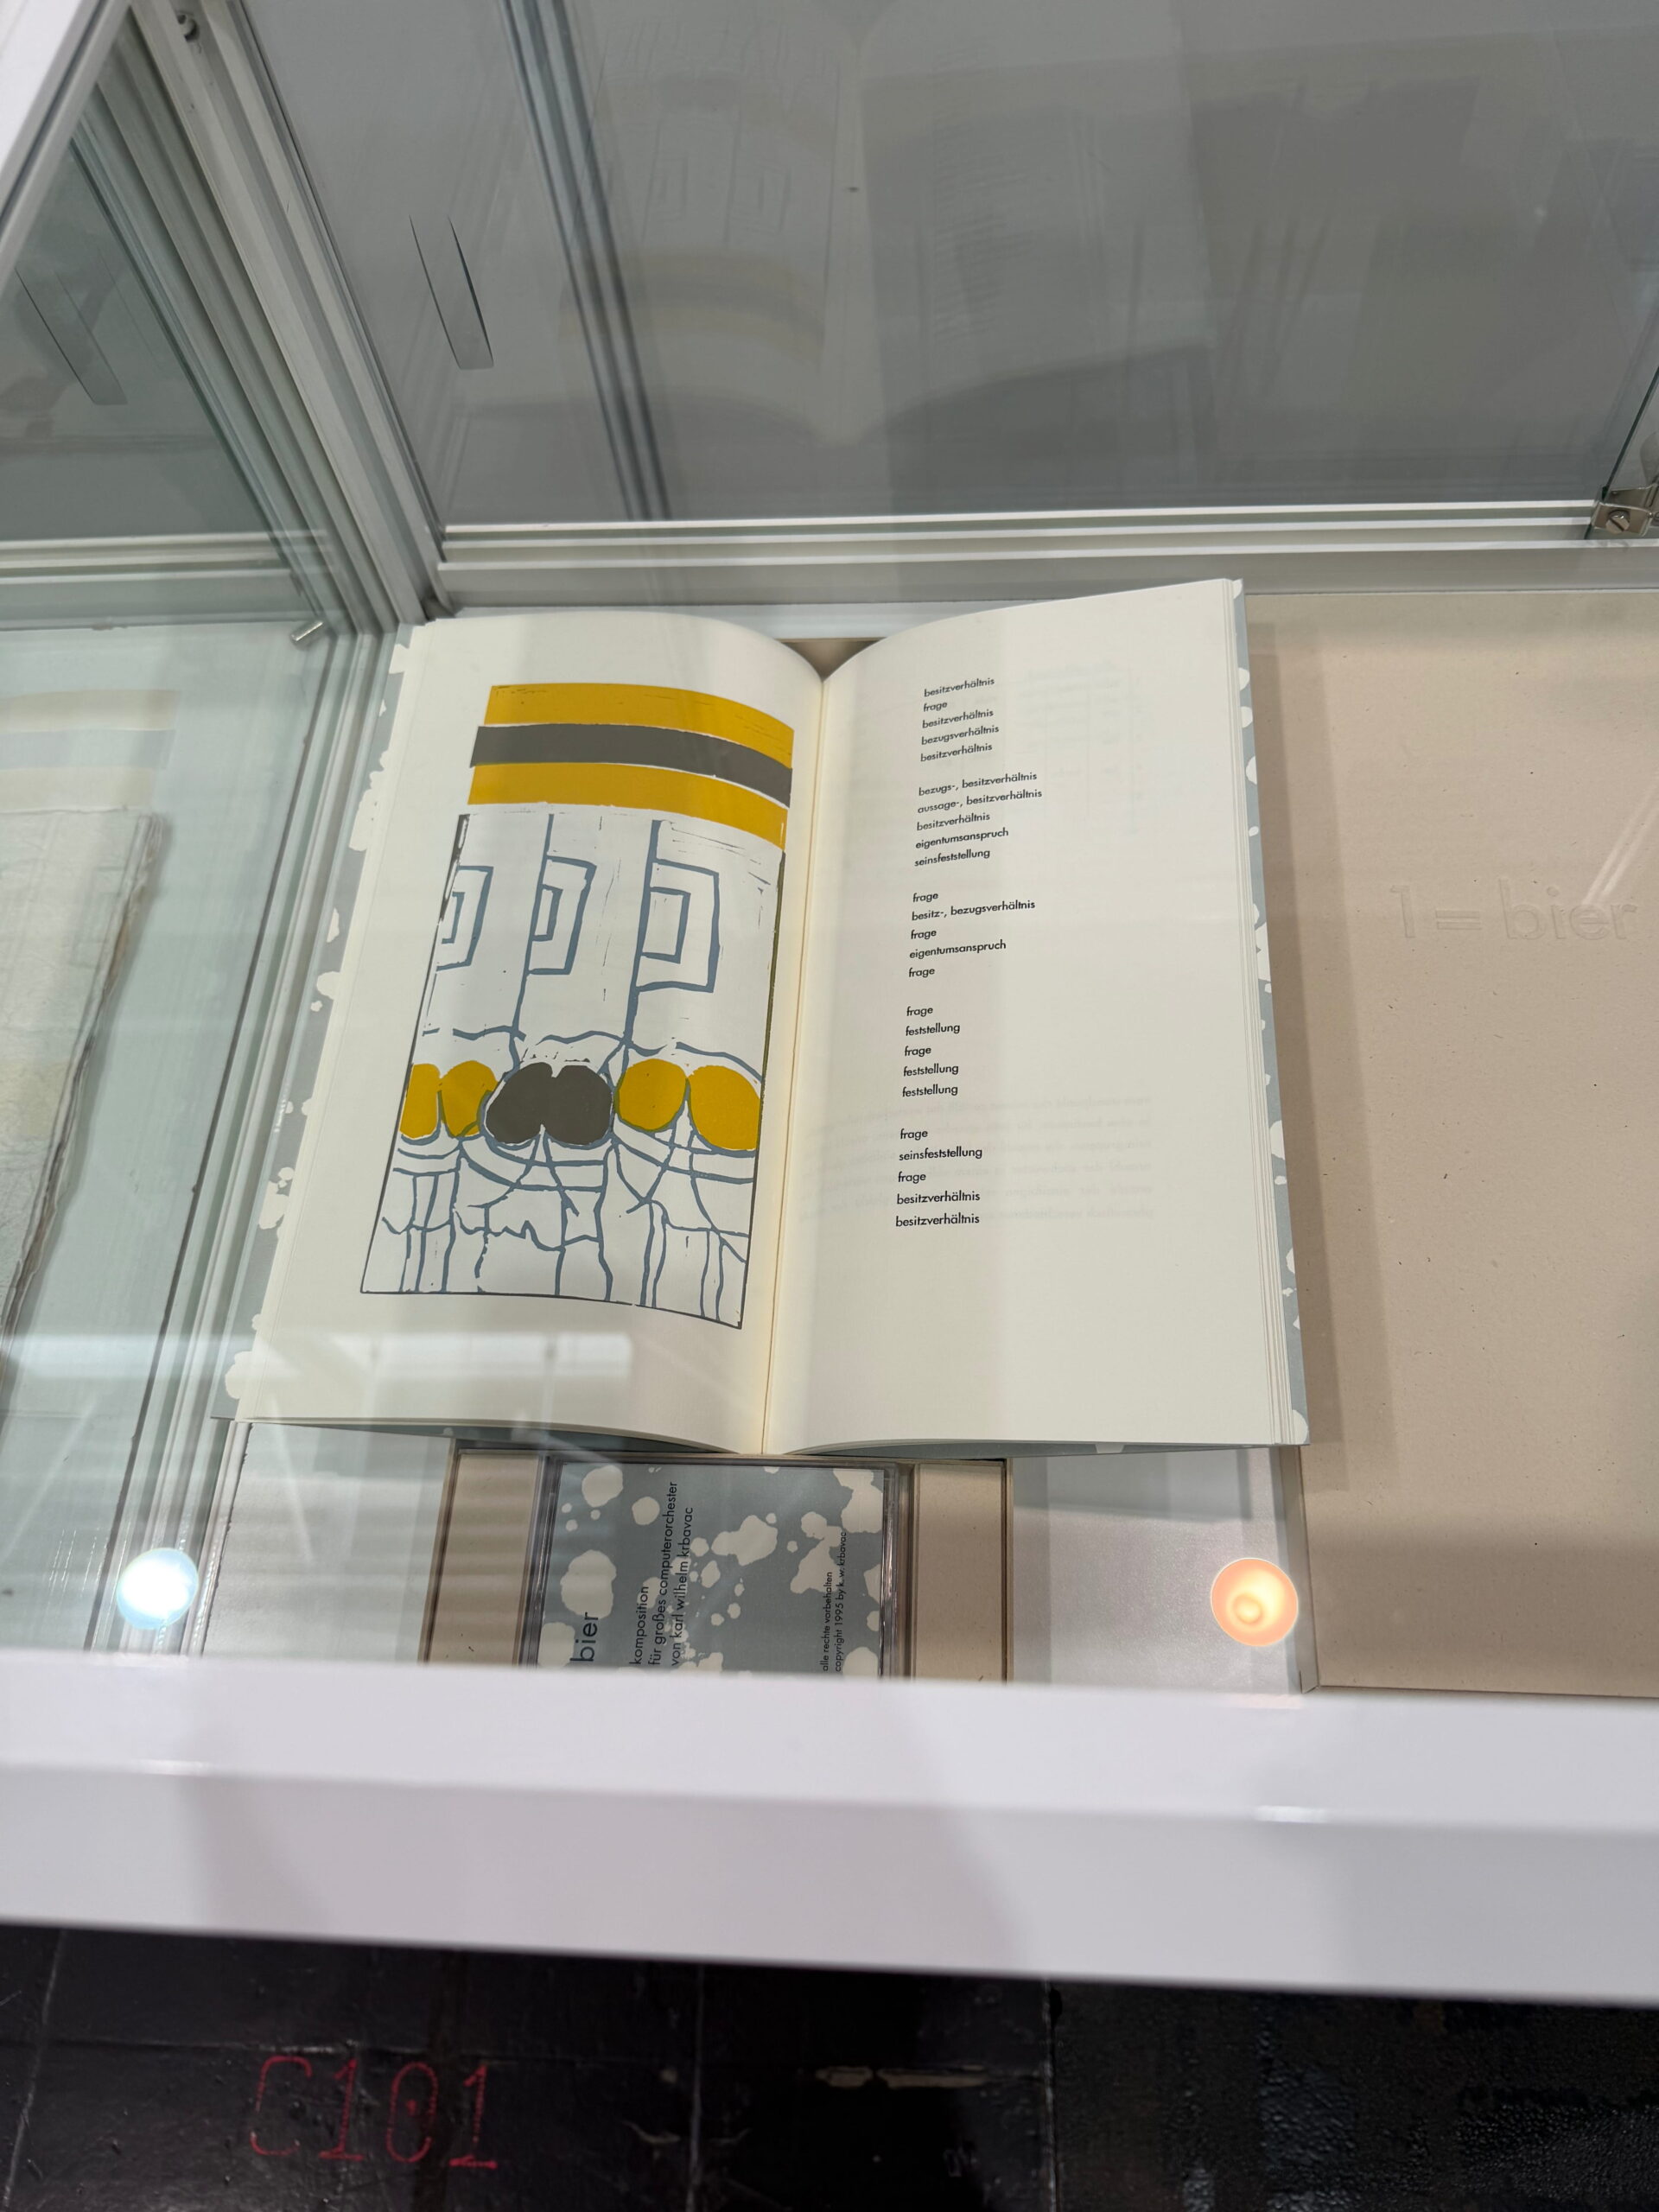 besitzverhältnis
frage
besitzverhältnis
bezugsverhältnis
besitzverhältnis
bezugs-, besitzverhältnis
aussage-, besitzverhältnis
besitzverhältnis
eigentumsanspruch
seinsfeststellung
frage
besitz-, bezugsverhältnis
frage
eigentumsanspruch
frage
frage
feststellung
frage
feststellung
feststellung
frage
seinsfeststellung
frage
besitzverhältnis
besitzverhältnis
1 = bier
bier
komposition
für großes computerorchester
von karl wilhelm krbavac
alle rechte vorbehalten
copyright 1995 by k. w. krbavac
C101